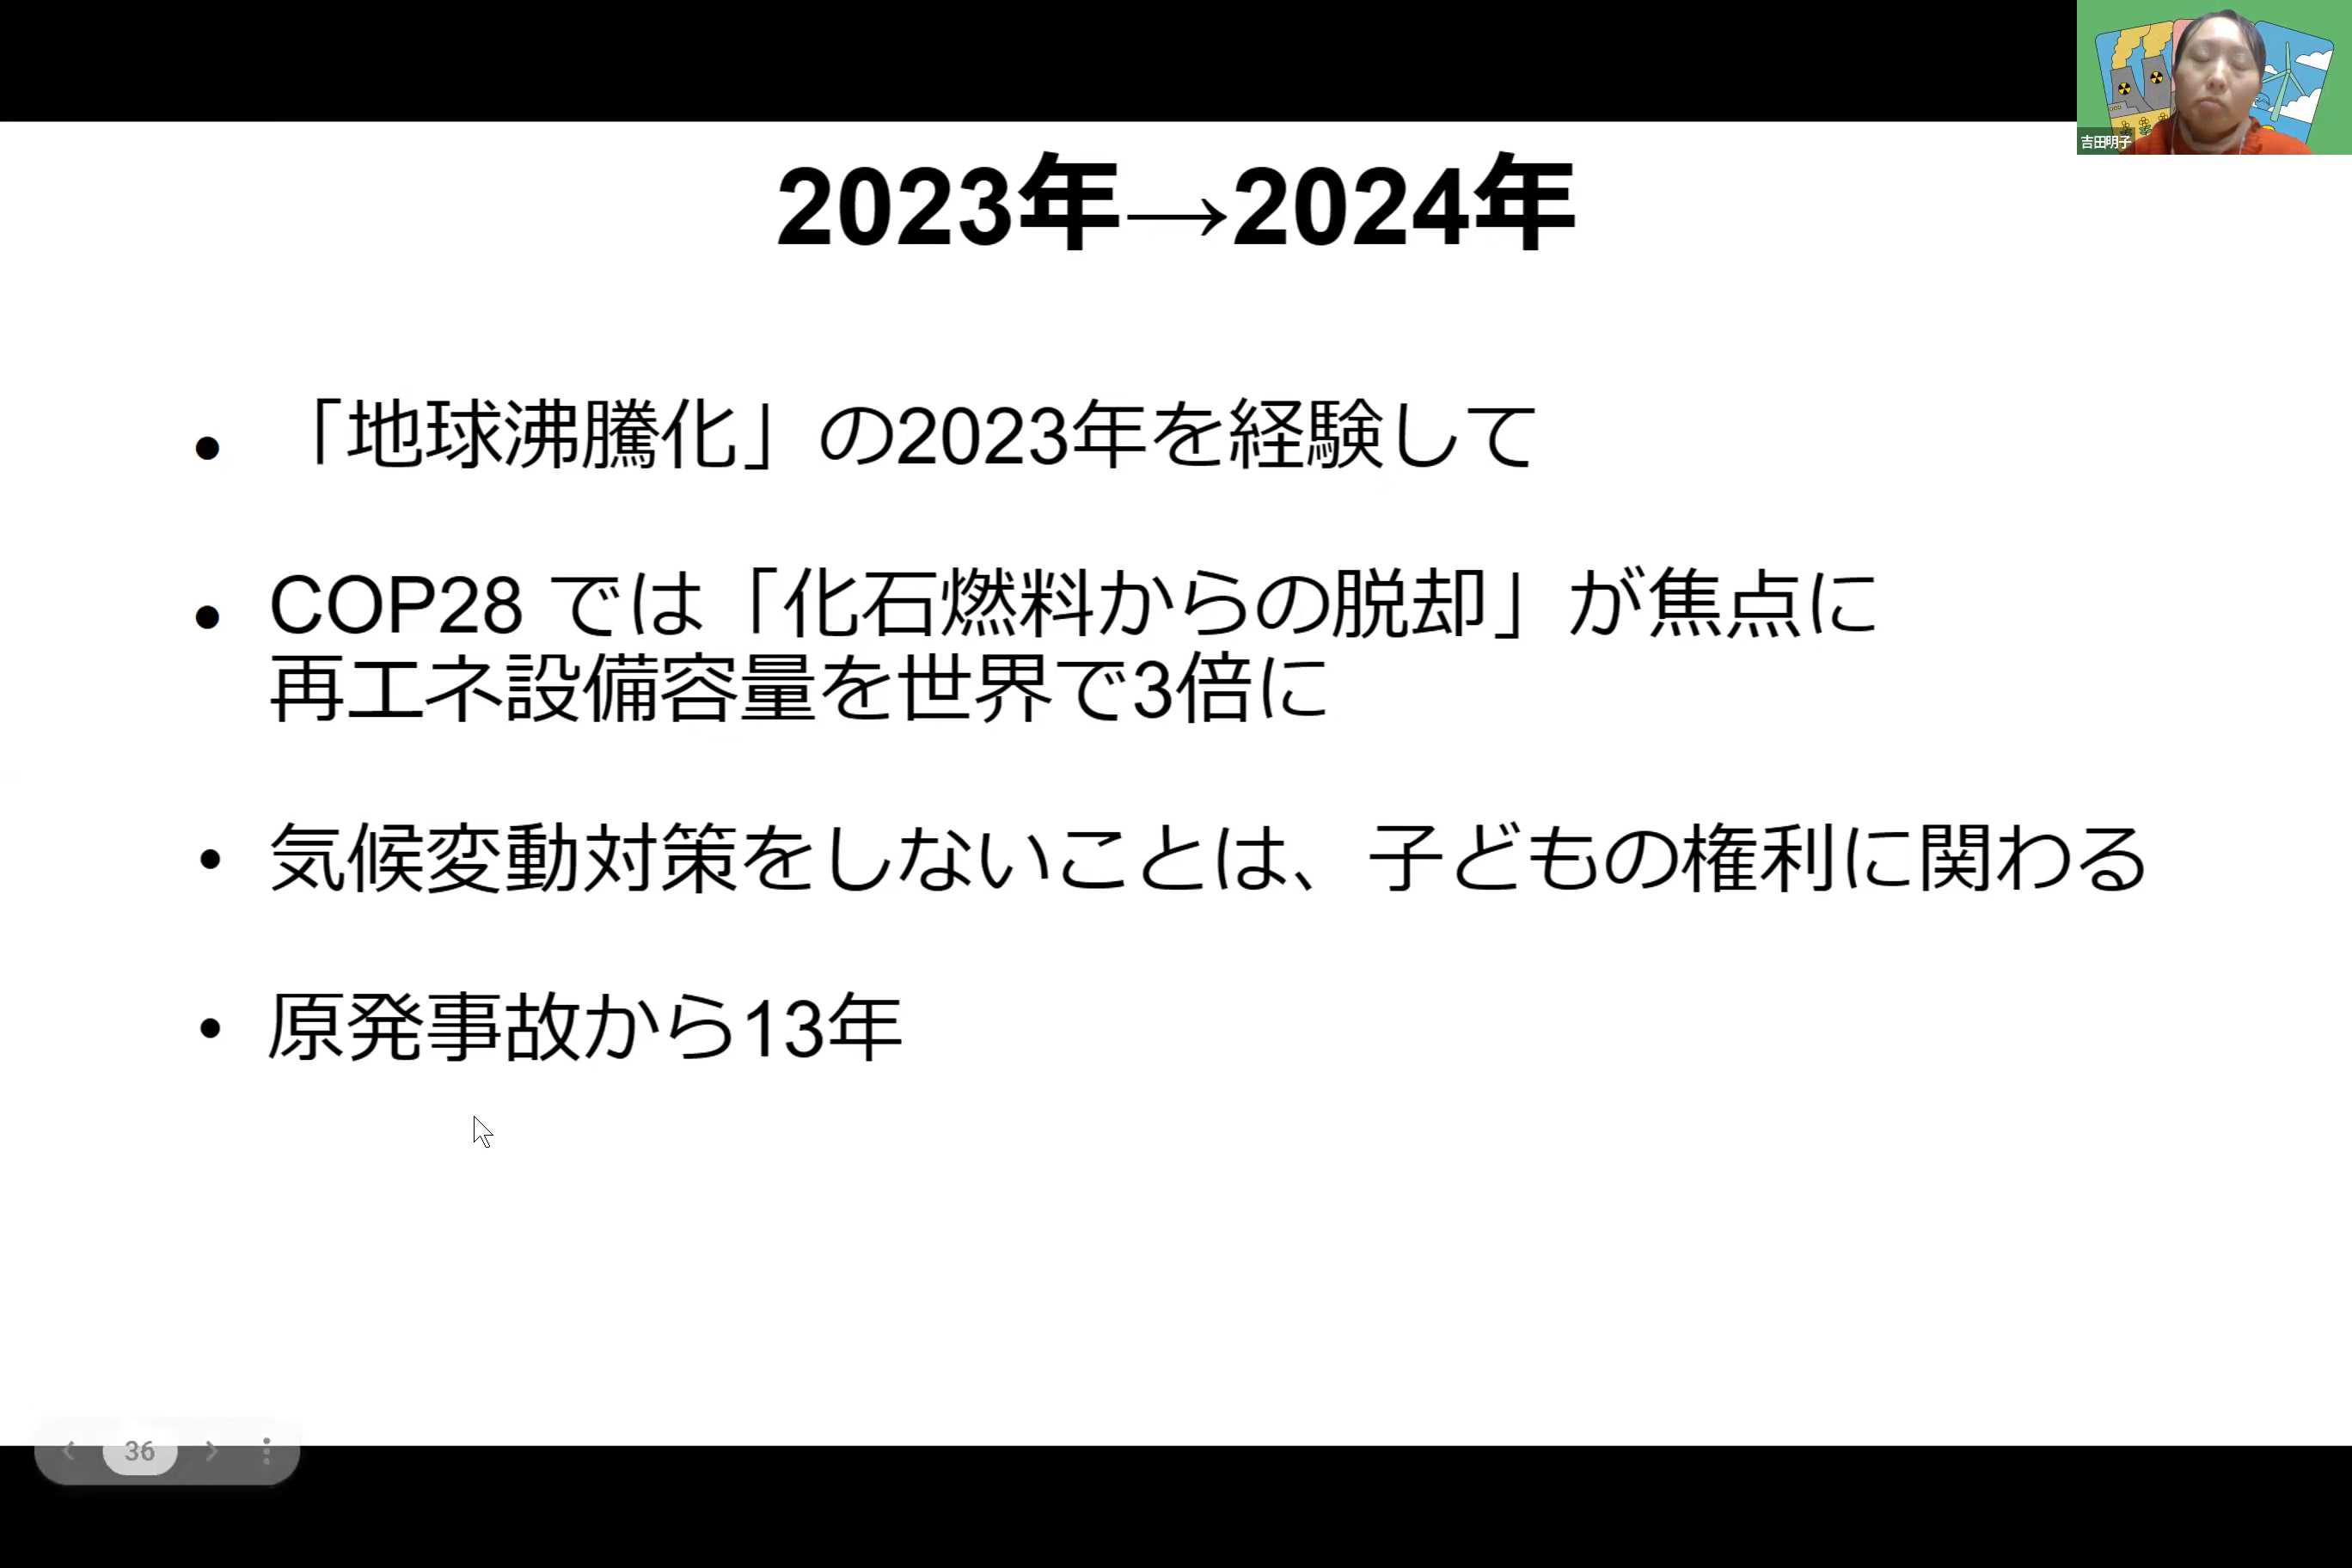 吉田明子
2023年→2024年
• 「地球沸騰化」の2023年を経験して
• COP28 では「化石燃料からの脱却」が焦点に
再エネ設備容量を世界で3倍に
• 気候変動対策をしないことは、子どもの権利に関わる
• 原発事故から13年
36